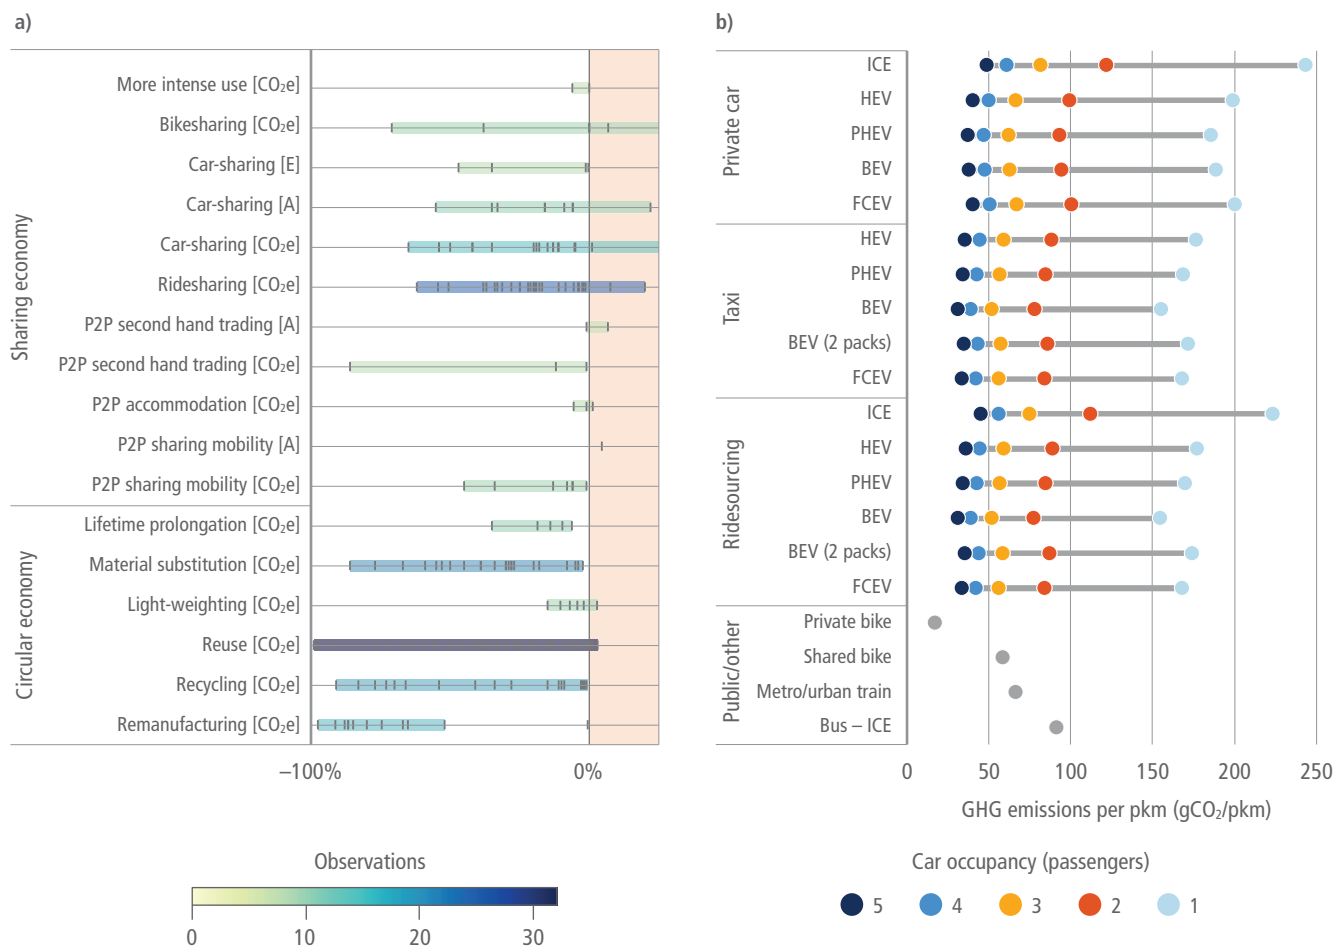 a)
Sharing economy
More intense use [CO₂e]
Bikesharing [CO₂e]
Car-sharing [E]
Car-sharing [A]
Car-sharing [CO₂e]
Ridesharing [CO₂e]
P2P second hand trading [A]
P2P second hand trading [CO₂e]
P2P accommodation [CO₂e]
P2P sharing mobility [A]
P2P sharing mobility [CO₂e]
Circular economy
Lifetime prolongation [CO₂e]
Material substitution [CO₂e]
Light-weighting [CO₂e]
Reuse [CO₂e]
Recycling [CO₂e]
Remanufacturing [CO₂e]
–100% 0%
Observations
0 10 20 30
b)
Private car
ICE
HEV
PHEV
BEV
FCEV
Taxi
HEV
PHEV
BEV
BEV (2 packs)
FCEV
Ridesourcing
ICE
HEV
PHEV
BEV
BEV (2 packs)
FCEV
Public/other
Private bike
Shared bike
Metro/urban train
Bus – ICE
0 50 100 150 200 250
GHG emissions per pkm (gCO₂/pkm)
Car occupancy (passengers)
5 4 3 2 1